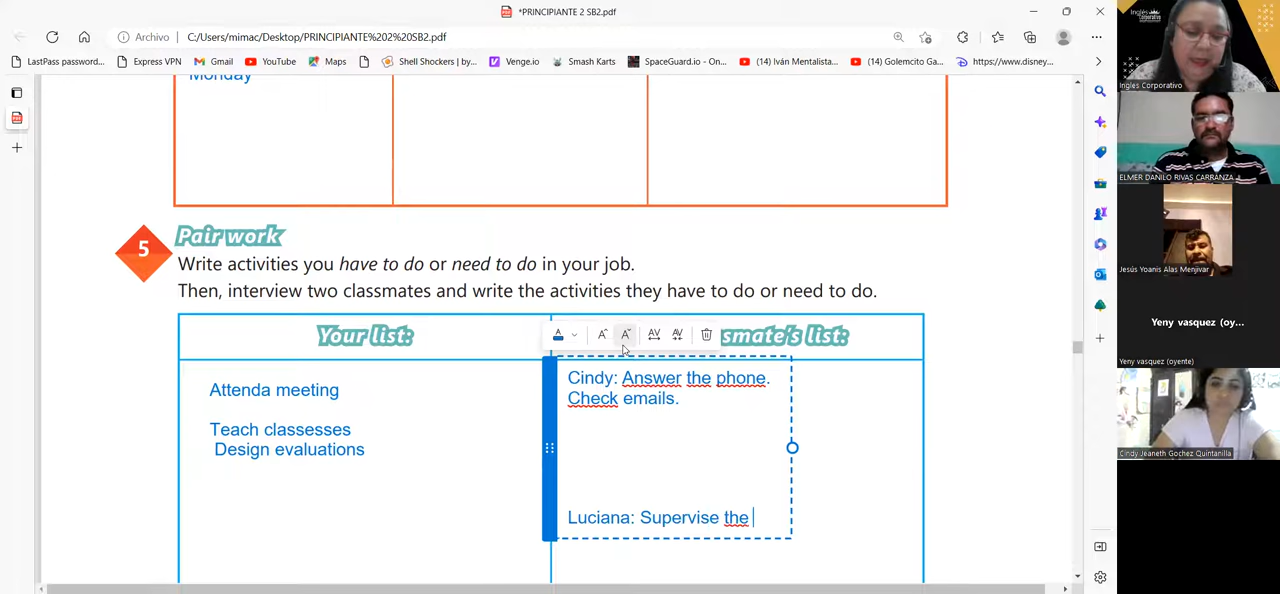 *PRINCIPIANTE 2 SB2.pdf
Archivo
C:/Users/mimac/Desktop/PRINCIPIANTE%202%20SB2.pdf
LastPass password...
Express VPN
Gmail
YouTube
Maps
Shell Shockers | by...
Venge.io
Smash Karts
SpaceGuard.io - On...
(14) Iván Mentalista...
(14) Golemcito Ga...
https://www.disney...
Monday
5
Pair work
Write activities you have to do or need to do in your job.
Then, interview two classmates and write the activities they have to do or need to do.
Your list:
smate's list:
Attenda meeting
Teach classesses
Design evaluations
Cindy: Answer the phone.
Check emails.
Luciana: Supervise the
Inglés
Corporativo
Inglés Corporativo
ELMER DANILO RIVAS CARRANZA
Jesús Yoanis Alas Menjivar
Yeny vasquez (oy...
Yeny vasquez (oyente)
Cindy Jeaneth Gochez Quintanilla